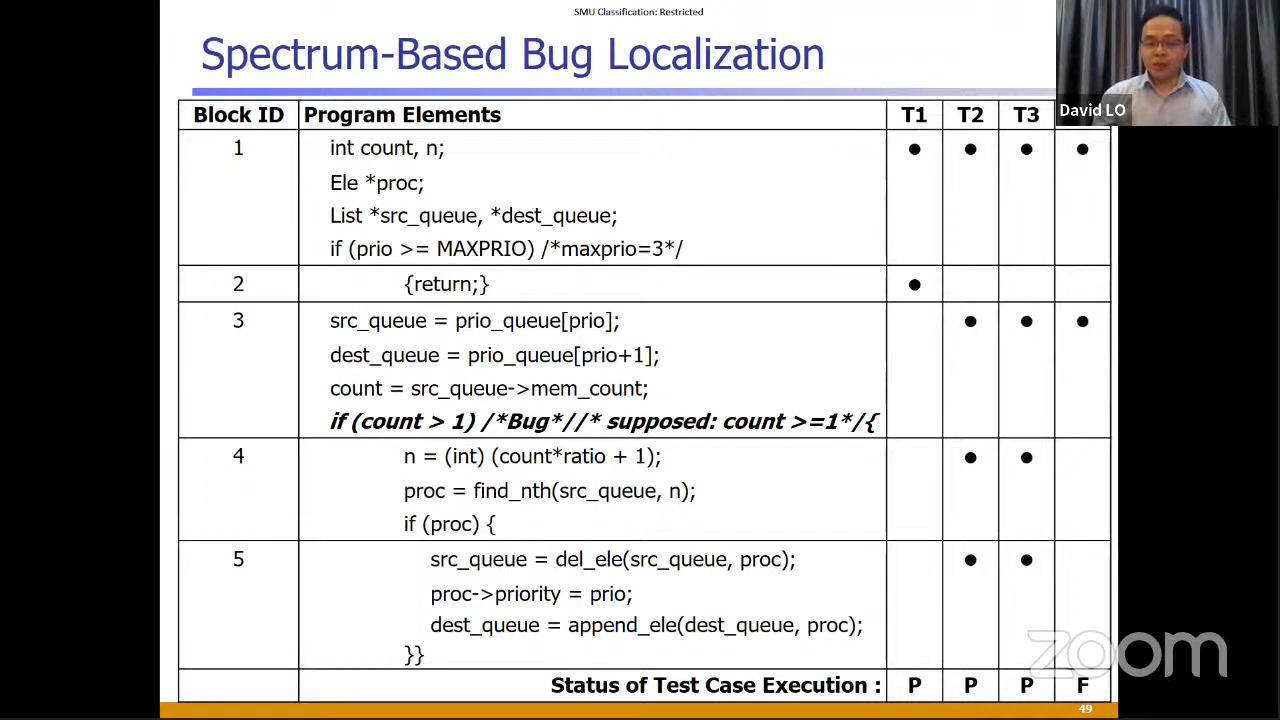 SMU Classification: Restricted
Spectrum-Based Bug Localization
David LO
Block ID Program Elements T1 T2 T3
1 int count, n; ● ● ● ●
Ele *proc;
List *src_queue, *dest_queue;
if (prio >= MAXPRIO) /*maxprio=3*/
2 {return;} ●
3 src_queue = prio_queue[prio]; ● ● ●
dest_queue = prio_queue[prio+1];
count = src_queue->mem_count;
if (count > 1) /*Bug*//* supposed: count >=1*/{
4 n = (int) (count*ratio + 1); ● ●
proc = find_nth(src_queue, n);
if (proc) {
5 src_queue = del_ele(src_queue, proc); ● ●
proc->priority = prio;
dest_queue = append_ele(dest_queue, proc);
}}
Status of Test Case Execution : P P P F
zoom
49